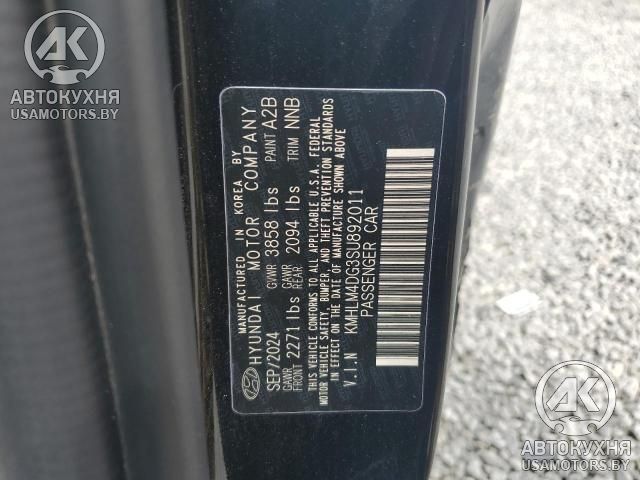 АК
АВТОКУХНЯ
USAMOTORS.BY
MANUFACTURED IN KOREA BY
HYUNDAI MOTOR COMPANY
SEP/2024 GVWR 3858 lbs PAINT A2B
GAWR FRONT 2271 lbs GAWR REAR. 2094 lbs TRIM NNB
THIS VEHICLE CONFORMS TO ALL APPLICABLE U.S.A. FEDERAL
MOTOR VEHICLE SAFETY, BUMPER, AND THEFT PREVENTION STANDARDS
IN EFFECT ON THE DATE OF MANUFACTURE SHOWN ABOVE
V.I.N KMHLM4DG3SU892011
PASSENGER CAR
АК
АВТОКУХНЯ
USAMOTORS.BY